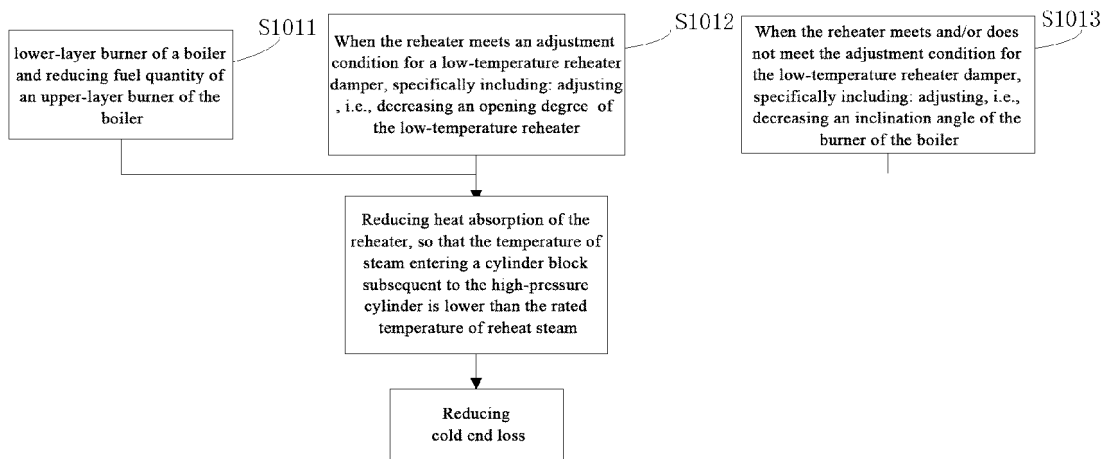 S1011
lower-layer burner of a boiler
and reducing fuel quantity of
an upper-layer burner of the
boiler
S1012
When the reheater meets an adjustment
condition for a low-temperature reheater
damper, specifically including: adjusting
, i.e., decreasing an opening degree of
the low-temperature reheater
S1013
When the reheater meets and/or does
not meet the adjustment condition for
the low-temperature reheater damper,
specifically including: adjusting, i.e.,
decreasing an inclination angle of the
burner of the boiler
Reducing heat absorption of the
reheater, so that the temperature of
steam entering a cylinder block
subsequent to the high-pressure
cylinder is lower than the rated
temperature of reheat steam
Reducing
cold end loss